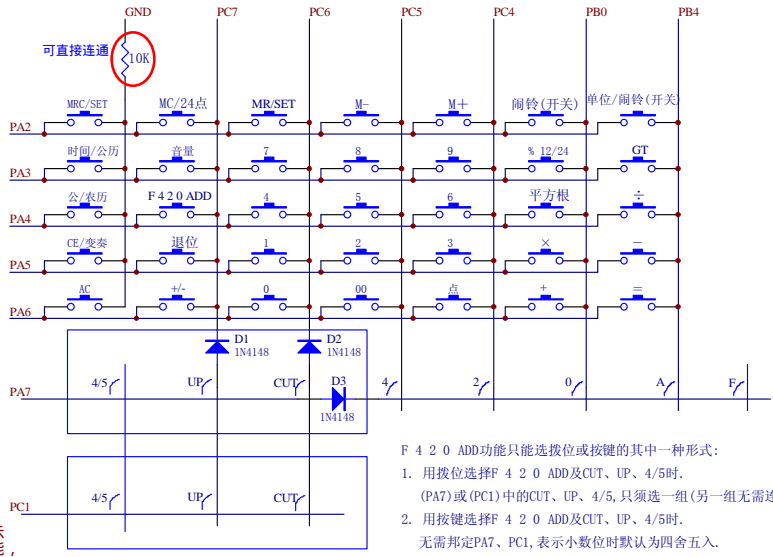 GND PC7 PC6 PC5 PC4 PB0 PB4
可直接连通
10K
MRC/SET MC/24点 MR/SET M- M+ 闹铃(开关) 单位/闹铃(开关)
PA2
时间/公历 音量 7 8 9 % 12/24 GT
PA3
公/农历 F 4 2 0 ADD 4 5 6 平方根 ÷
PA4
CE/变奏 退位 1 2 3 × －
PA5
AC +/- 0 00 点 + =
PA6
D1 D2
1N4148 1N4148
4/5 UP CUT D3 4 2 0 A F
PA7
1N4148
F 4 2 0 ADD功能只能选拨位或按键的其中一种形式:
1. 用拨位选择F 4 2 0 ADD及CUT、UP、4/5时.
(PA7)或(PC1)中的CUT、UP、4/5,只须选一组(另一组无需连
2. 用按键选择F 4 2 0 ADD及CUT、UP、4/5时.
无需邦定PA7、PC1,表示小数位时默认为四舍五入.
4/5 UP CUT
PC1